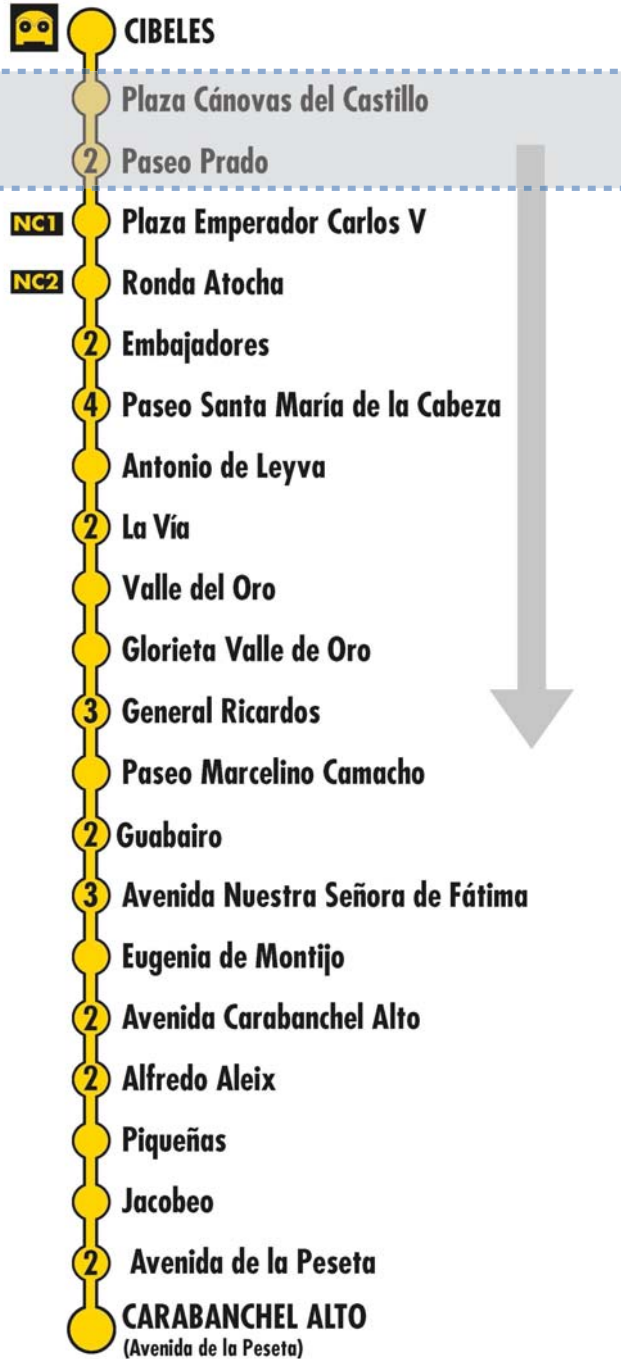 CIBELES
Plaza Cánovas del Castillo
2 Paseo Prado
NC1 Plaza Emperador Carlos V
NC2 Ronda Atocha
2 Embajadores
4 Paseo Santa María de la Cabeza
Antonio de Leyva
2 La Vía
Valle del Oro
Glorieta Valle de Oro
3 General Ricardos
Paseo Marcelino Camacho
2 Guabairo
3 Avenida Nuestra Señora de Fátima
Eugenia de Montijo
2 Avenida Carabanchel Alto
2 Alfredo Aleix
Piqueñas
Jacobeo
2 Avenida de la Peseta
CARABANCHEL ALTO
(Avenida de la Peseta)